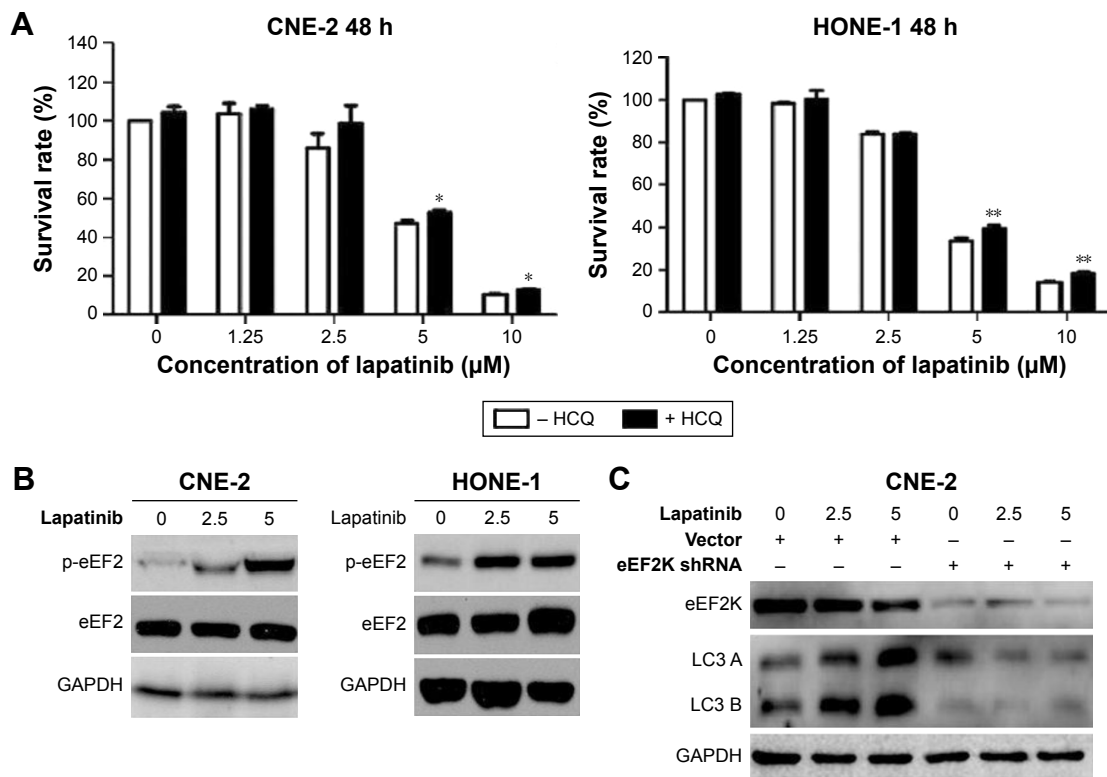 A
CNE-2 48 h
Survival rate (%)
140
120
100
80
60
40
20
0
*
*
0 1.25 2.5 5 10
Concentration of lapatinib (µM)
HONE-1 48 h
Survival rate (%)
120
100
80
60
40
20
0
**
**
0 1.25 2.5 5 10
Concentration of lapatinib (µM)
– HCQ + HCQ
B
CNE-2
Lapatinib 0 2.5 5
p-eEF2
eEF2
GAPDH
HONE-1
Lapatinib 0 2.5 5
p-eEF2
eEF2
GAPDH
C
CNE-2
Lapatinib 0 2.5 5 0 2.5 5
Vector + + + – – –
eEF2K shRNA – – – + + +
eEF2K
LC3 A
LC3 B
GAPDH